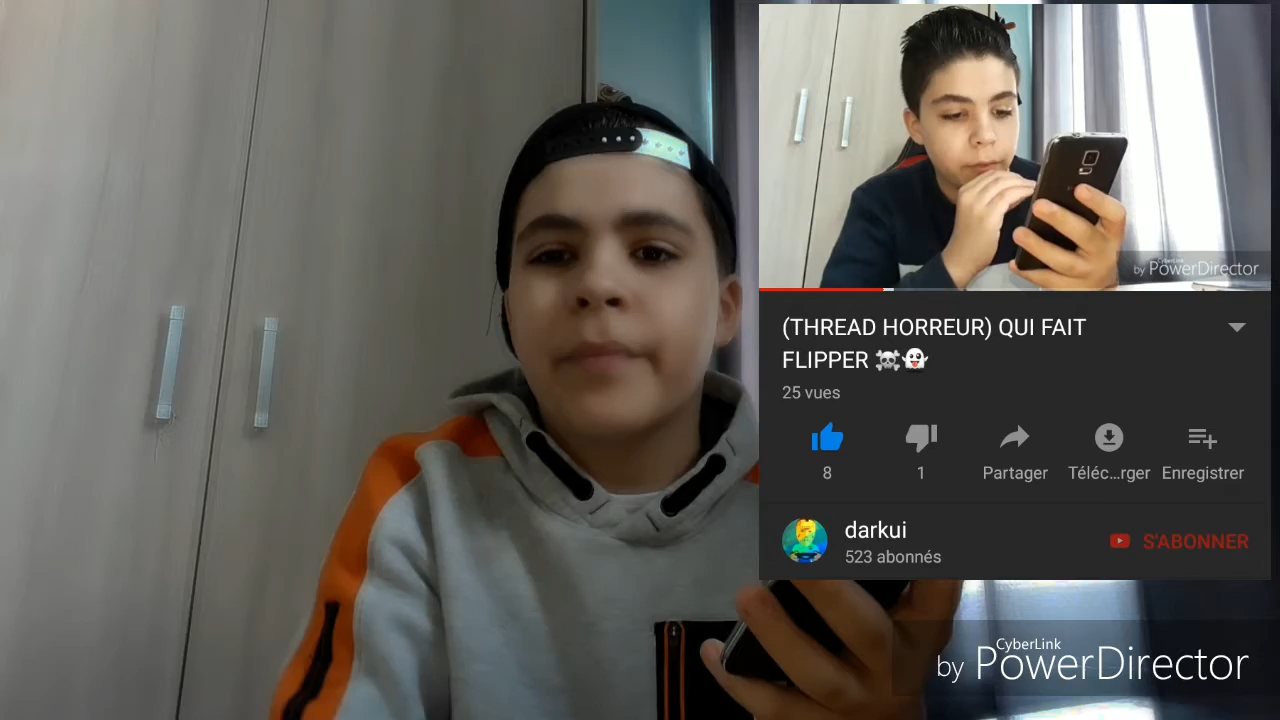 CyberLink
by PowerDirector
(THREAD HORREUR) QUI FAIT
FLIPPER ☠️👻
25 vues
8
1
Partager
Téléc...rger
Enregistrer
darkui
523 abonnés
S'ABONNER
CyberLink
by PowerDirector